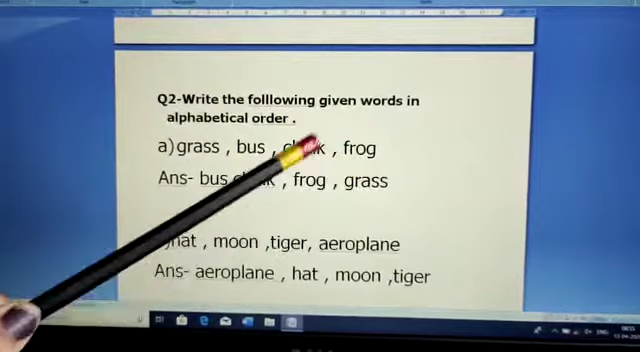 Q2-Write the folllowing given words in
alphabetical order .
a)grass , bus , , frog
Ans- bus , frog , grass
)hat , moon ,tiger, aeroplane
Ans- aeroplane , hat , moon ,tiger
ENG